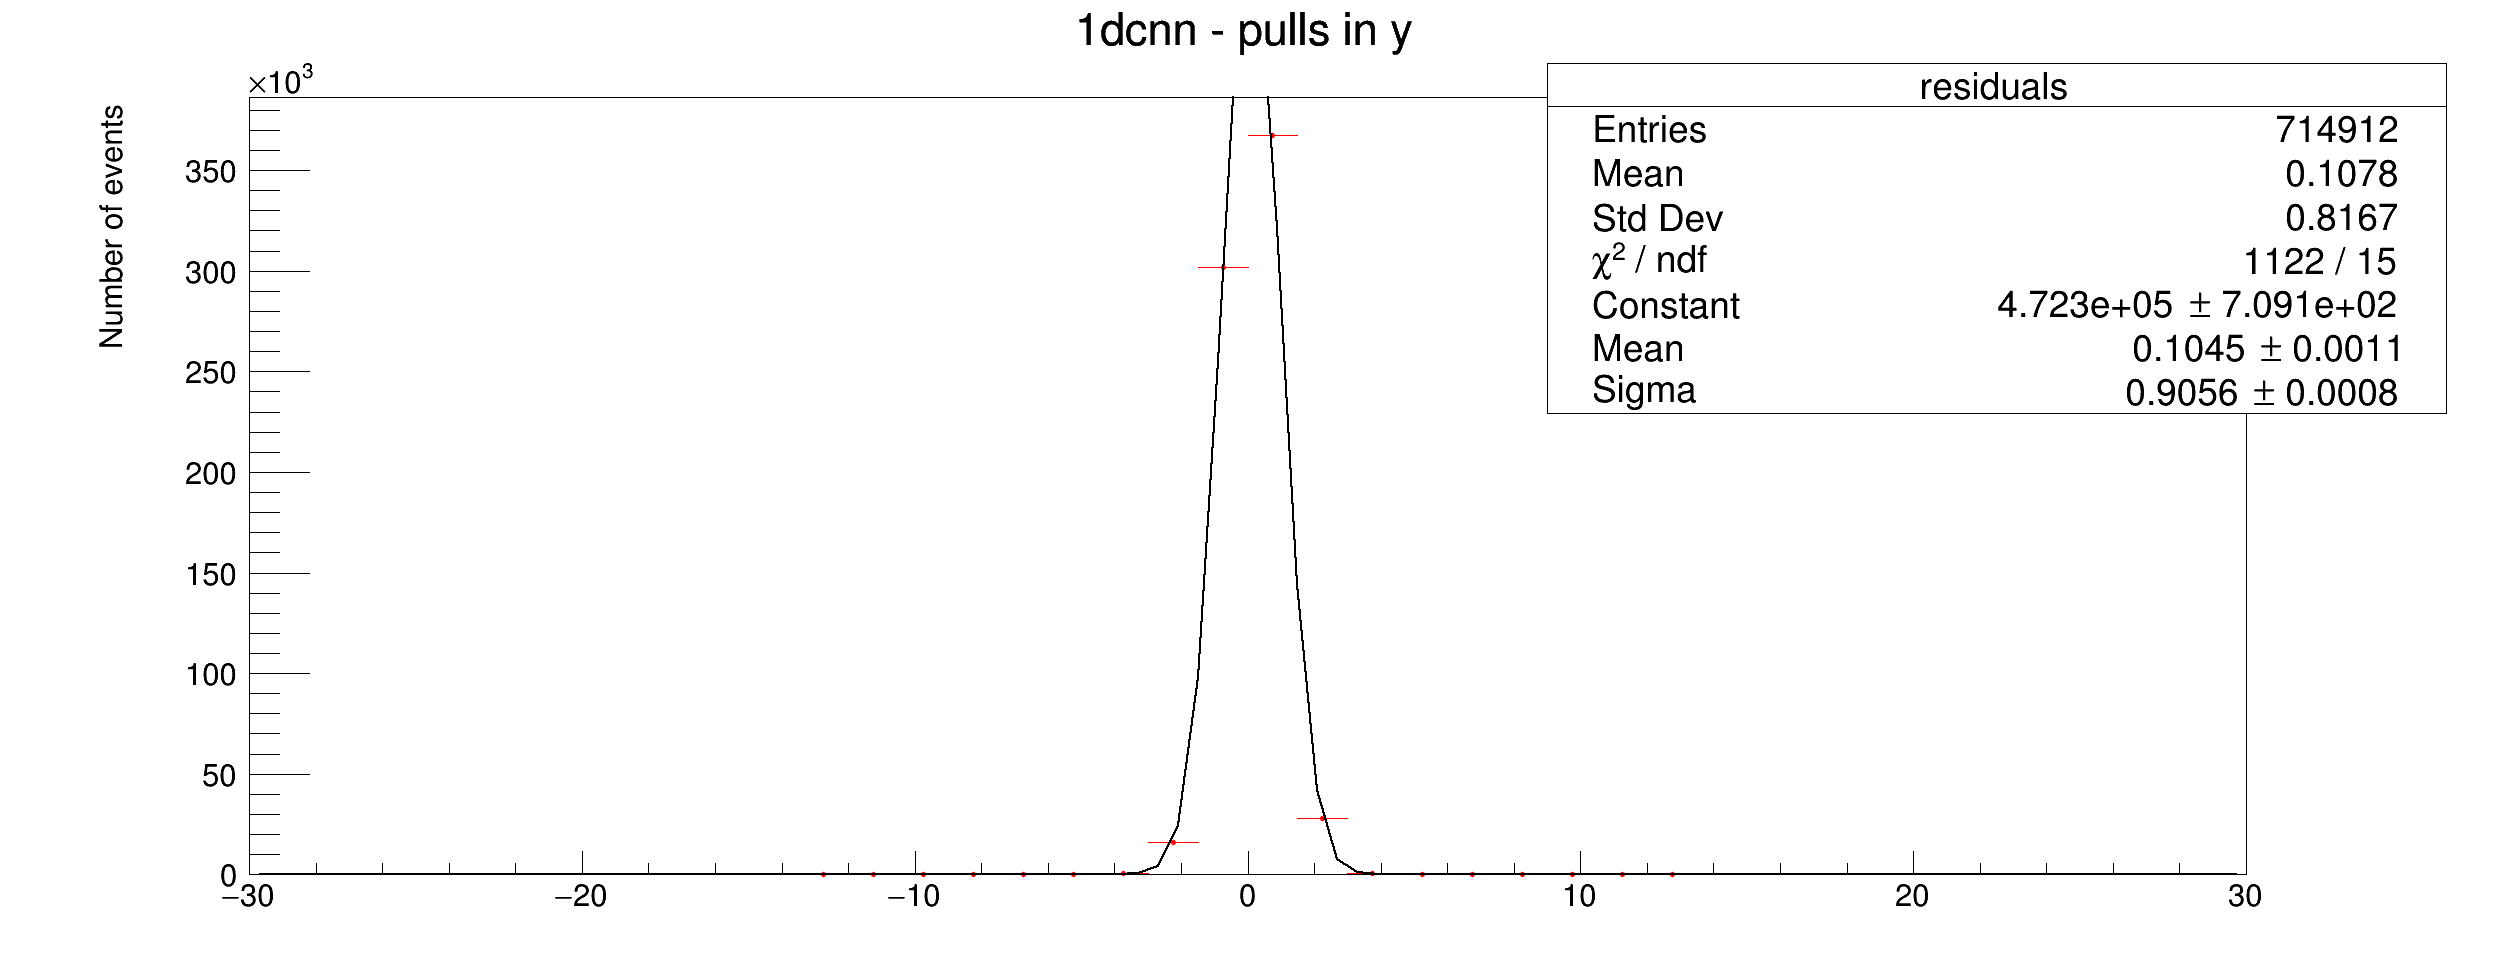 1dcnn - pulls in y
×10³
Number of events
residuals
Entries 714912
Mean 0.1078
Std Dev 0.8167
χ² / ndf 1122 / 15
Constant 4.723e+05 ± 7.091e+02
Mean 0.1045 ± 0.0011
Sigma 0.9056 ± 0.0008
350
300
250
200
150
100
50
0
−30 −20 −10 0 10 20 30